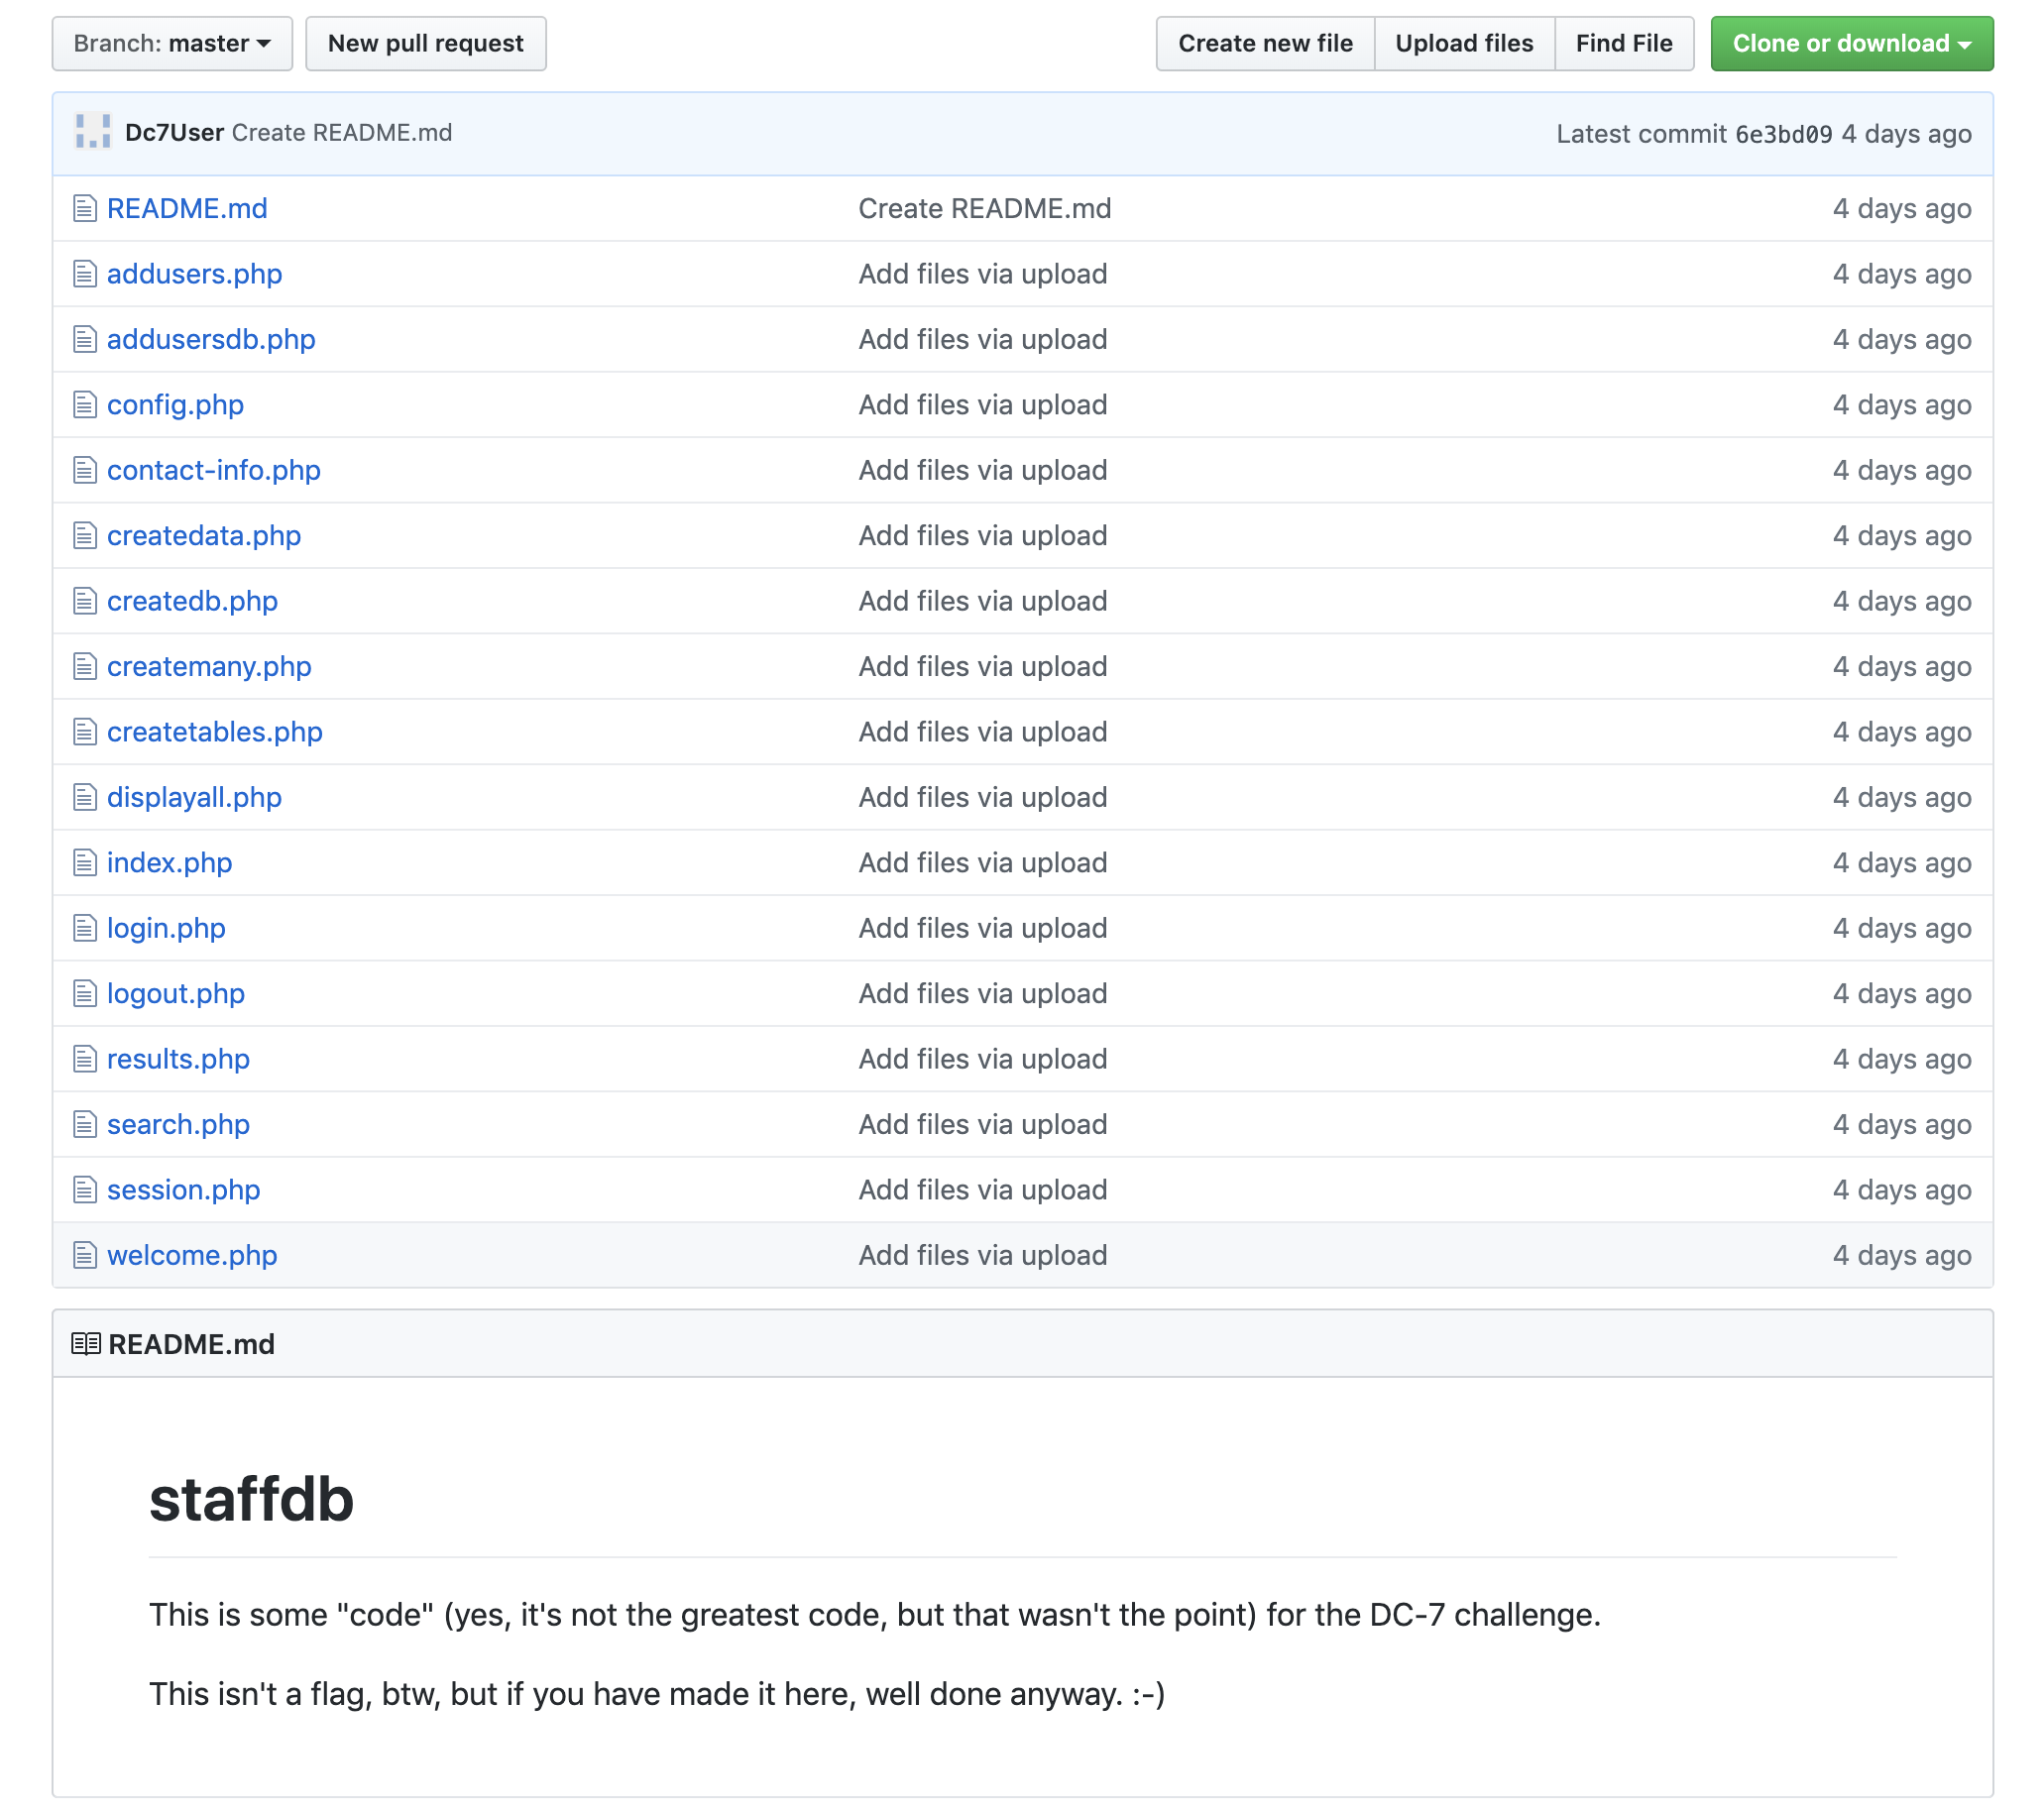 Branch: master New pull request Create new file Upload files Find File Clone or download
Dc7User Create README.md Latest commit 6e3bd09 4 days ago
README.md Create README.md 4 days ago
addusers.php Add files via upload 4 days ago
addusersdb.php Add files via upload 4 days ago
config.php Add files via upload 4 days ago
contact-info.php Add files via upload 4 days ago
createdata.php Add files via upload 4 days ago
createdb.php Add files via upload 4 days ago
createmany.php Add files via upload 4 days ago
createtables.php Add files via upload 4 days ago
displayall.php Add files via upload 4 days ago
index.php Add files via upload 4 days ago
login.php Add files via upload 4 days ago
logout.php Add files via upload 4 days ago
results.php Add files via upload 4 days ago
search.php Add files via upload 4 days ago
session.php Add files via upload 4 days ago
welcome.php Add files via upload 4 days ago
README.md
staffdb
This is some "code" (yes, it's not the greatest code, but that wasn't the point) for the DC-7 challenge.
This isn't a flag, btw, but if you have made it here, well done anyway. :-)